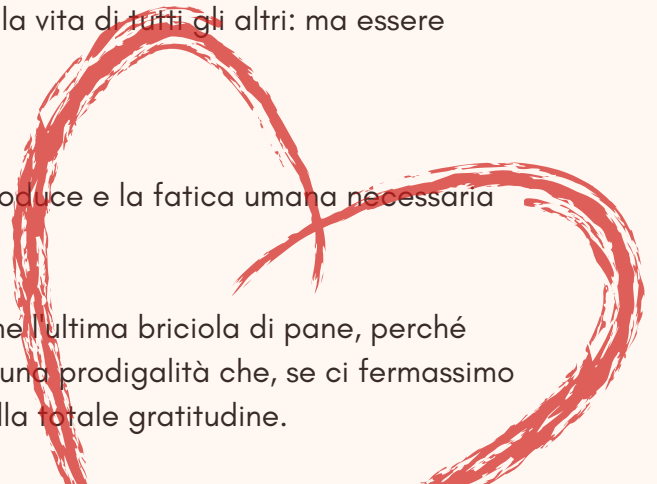 la vita di tutti gli altri: ma essere
oduce e la fatica umana necessaria
ne l'ultima briciola di pane, perché
una prodigalità che, se ci fermassimo
lla totale gratitudine.